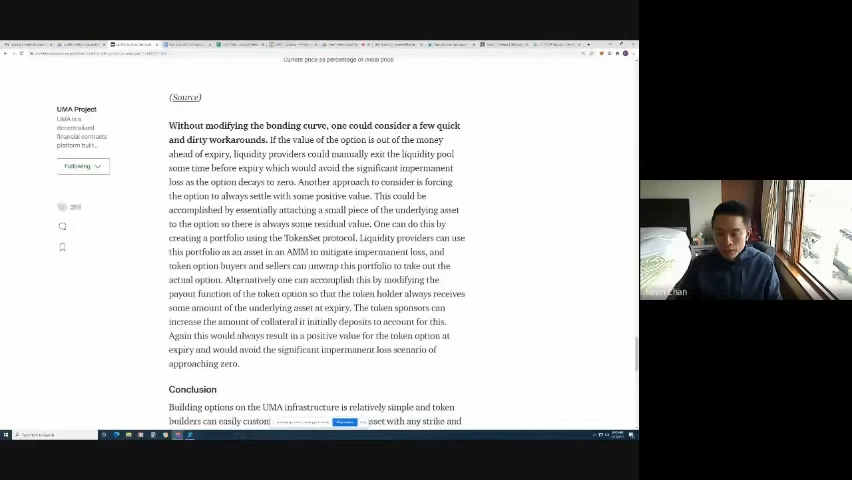 Current price as percentage of initial price
(Source)
UMA Project
UMA is a
decentralized
financial contracts
platform built...
Following
269
Without modifying the bonding curve, one could consider a few quick
and dirty workarounds. If the value of the option is out of the money
ahead of expiry, liquidity providers could manually exit the liquidity pool
some time before expiry which would avoid the significant impermanent
loss as the option decays to zero. Another approach to consider is forcing
the option to always settle with some positive value. This could be
accomplished by essentially attaching a small piece of the underlying asset
to the option so there is always some residual value. One can do this by
creating a portfolio using the TokenSet protocol. Liquidity providers can use
this portfolio as an asset in an AMM to mitigate impermanent loss, and
token option buyers and sellers can unwrap this portfolio to take out the
actual option. Alternatively one can accomplish this by modifying the
payout function of the token option so that the token holder always receives
some amount of the underlying asset at expiry. The token sponsors can
increase the amount of collateral it initially deposits to account for this.
Again this would always result in a positive value for the token option at
expiry and would avoid the significant impermanent loss scenario of
approaching zero.
Conclusion
Building options on the UMA infrastructure is relatively simple and token
builders can easily custom asset with any strike and
Kevin Chan